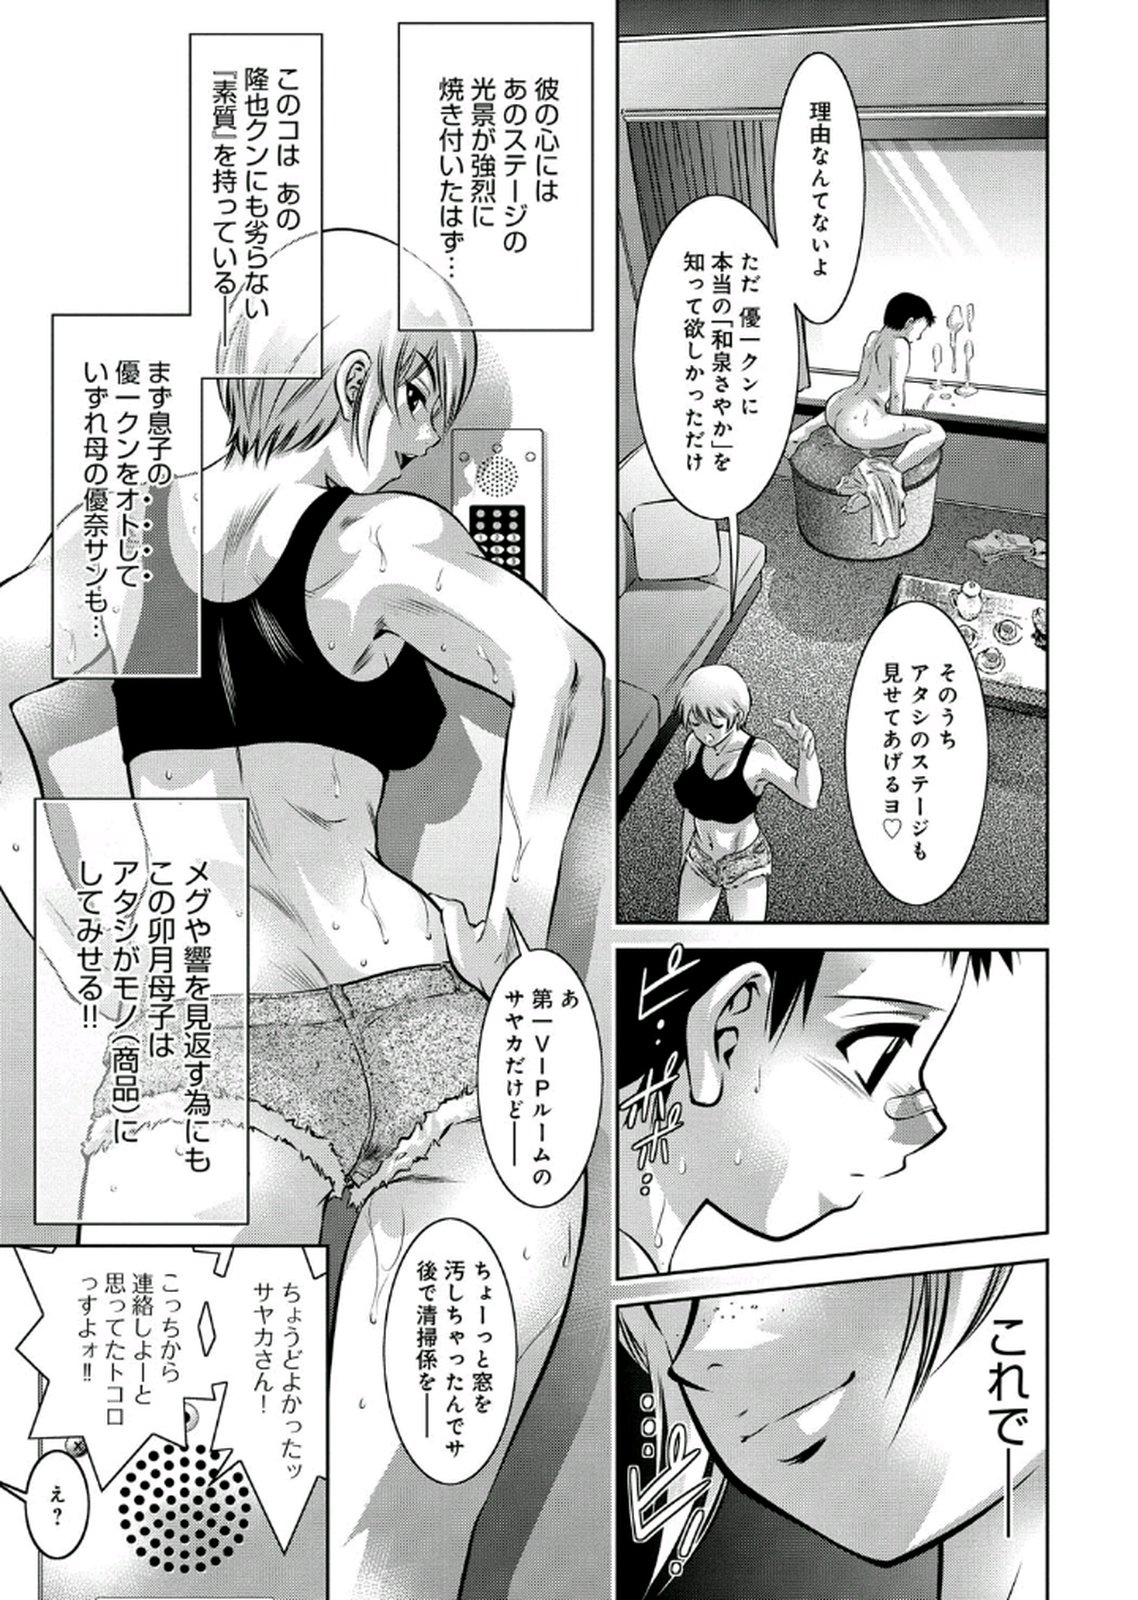 理由なんてないよ
ただ 優一クンに
本当の「和泉さやか」を
知って欲しかっただけ
そのうち
アタシのステージも
見せてあげるヨ♡
ボォ…
ボォ…
これで――
ボォ…
ボォ…
彼の心には
あのステージの
光景が強烈に
焼き付いたはず…
このコは あの
隆也クンにも劣らない
『素質』を持っている――
まず息子の
優一クンをオトして
いずれ母の優奈サンも…
メグや響を見返す為にも
この卯月母子は
アタシがモノ(商品)に
してみせる!!
あ
第一VIPルームの
サヤカだけど――
ちょーっと窓を
汚しちゃったんでサ
後で清掃係を――
ちょうどよかったッ
サヤカさん!
こっちから
連絡しよーと
思ってたトコロ
っすよォ!!
え?